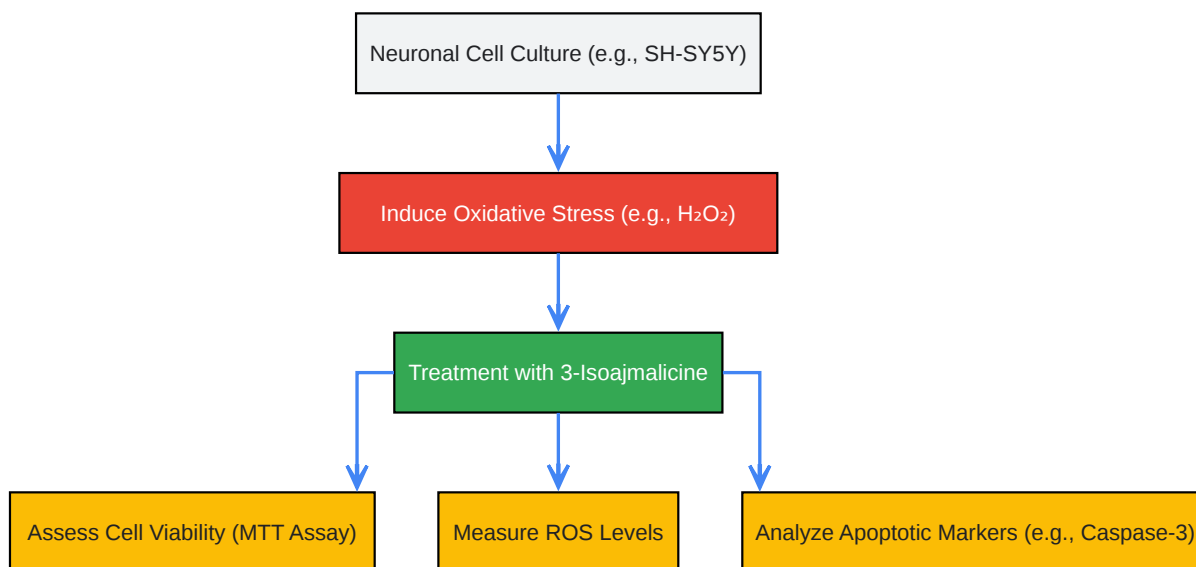 Neuronal Cell Culture (e.g., SH-SY5Y)
Induce Oxidative Stress (e.g., H₂O₂)
Treatment with 3-Isoajmalicine
Assess Cell Viability (MTT Assay)
Measure ROS Levels
Analyze Apoptotic Markers (e.g., Caspase-3)